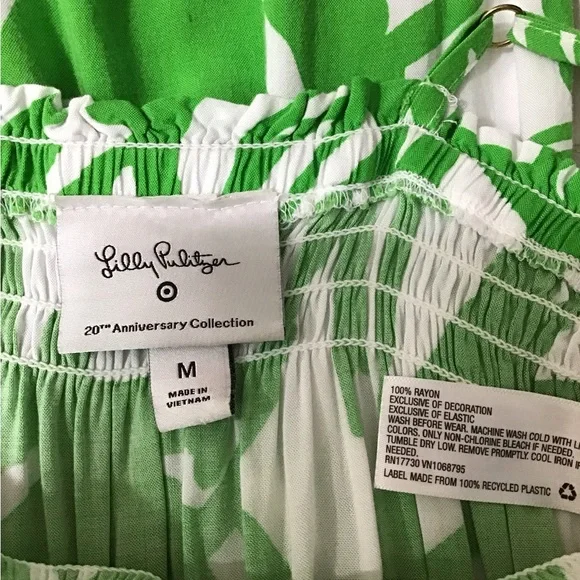 Lilly Pulitzer
20TH Anniversary Collection
M
MADE IN
VIETNAM
100% RAYON
EXCLUSIVE OF DECORATION
EXCLUSIVE OF ELASTIC
WASH BEFORE WEAR. MACHINE WASH COLD WITH
COLORS. ONLY NON-CHLORINE BLEACH IF NEEDED.
TUMBLE DRY LOW. REMOVE PROMPTLY. COOL IRON IF
NEEDED.
RN17730 VN1068795
LABEL MADE FROM 100% RECYCLED PLASTIC